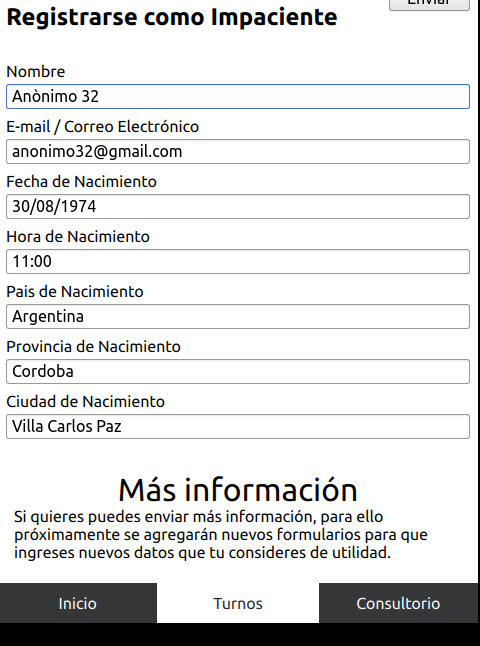 Enviar
Registrarse como Impaciente
Nombre
Anònimo 32
E-mail / Correo Electrónico
anonimo32@gmail.com
Fecha de Nacimiento
30/08/1974
Hora de Nacimiento
11:00
Pais de Nacimiento
Argentina
Provincia de Nacimiento
Cordoba
Ciudad de Nacimiento
Villa Carlos Paz
Más información
Si quieres puedes enviar más información, para ello
próximamente se agregarán nuevos formularios para que
ingreses nuevos datos que tu consideres de utilidad.
Inicio Turnos Consultorio